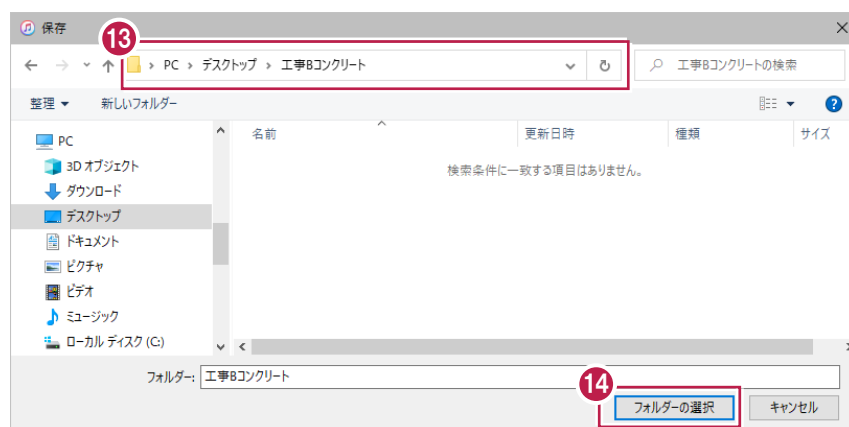 保存
⑬
PC › デスクトップ › 工事Bコンクリート
工事Bコンクリートの検索
整理 新しいフォルダー
名前 更新日時 種類 サイズ
検索条件に一致する項目はありません。
PC
3D オブジェクト
ダウンロード
デスクトップ
ドキュメント
ピクチャ
ビデオ
ミュージック
ローカル ディスク (C:)
フォルダー: 工事Bコンクリート
⑭
フォルダーの選択 キャンセル